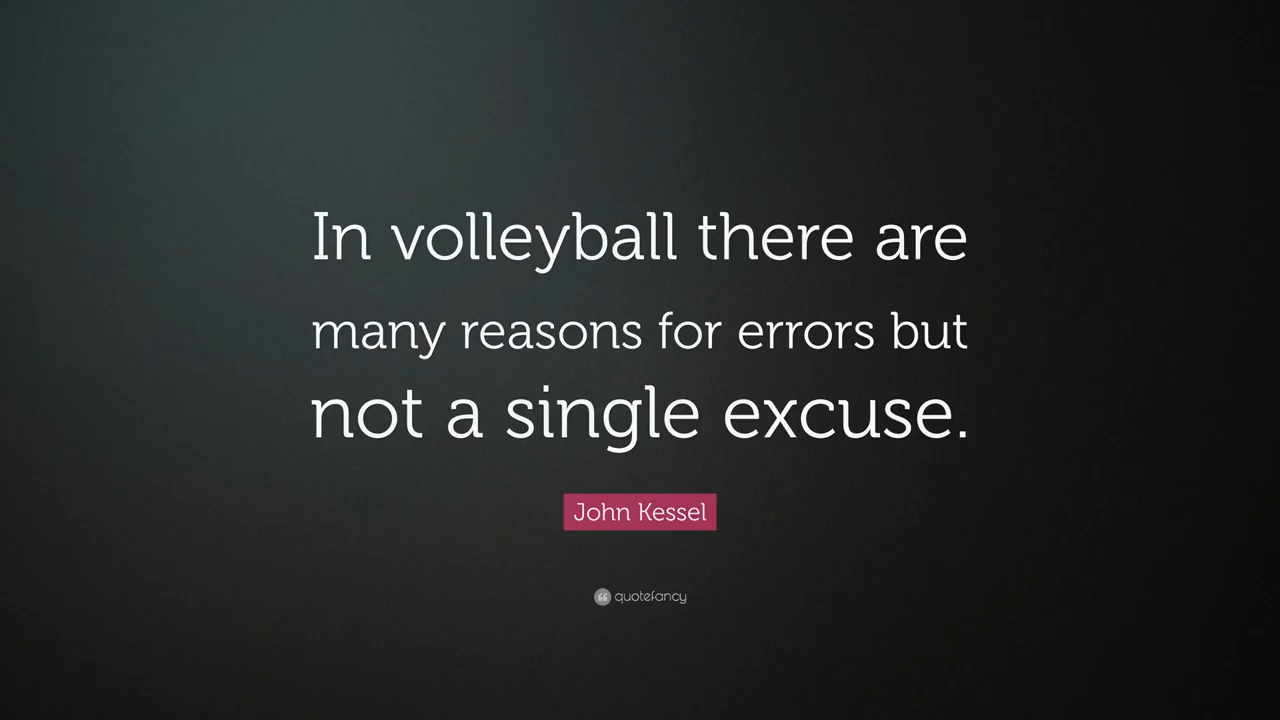 In volleyball there are
many reasons for errors but
not a single excuse.
John Kessel
quotefancy